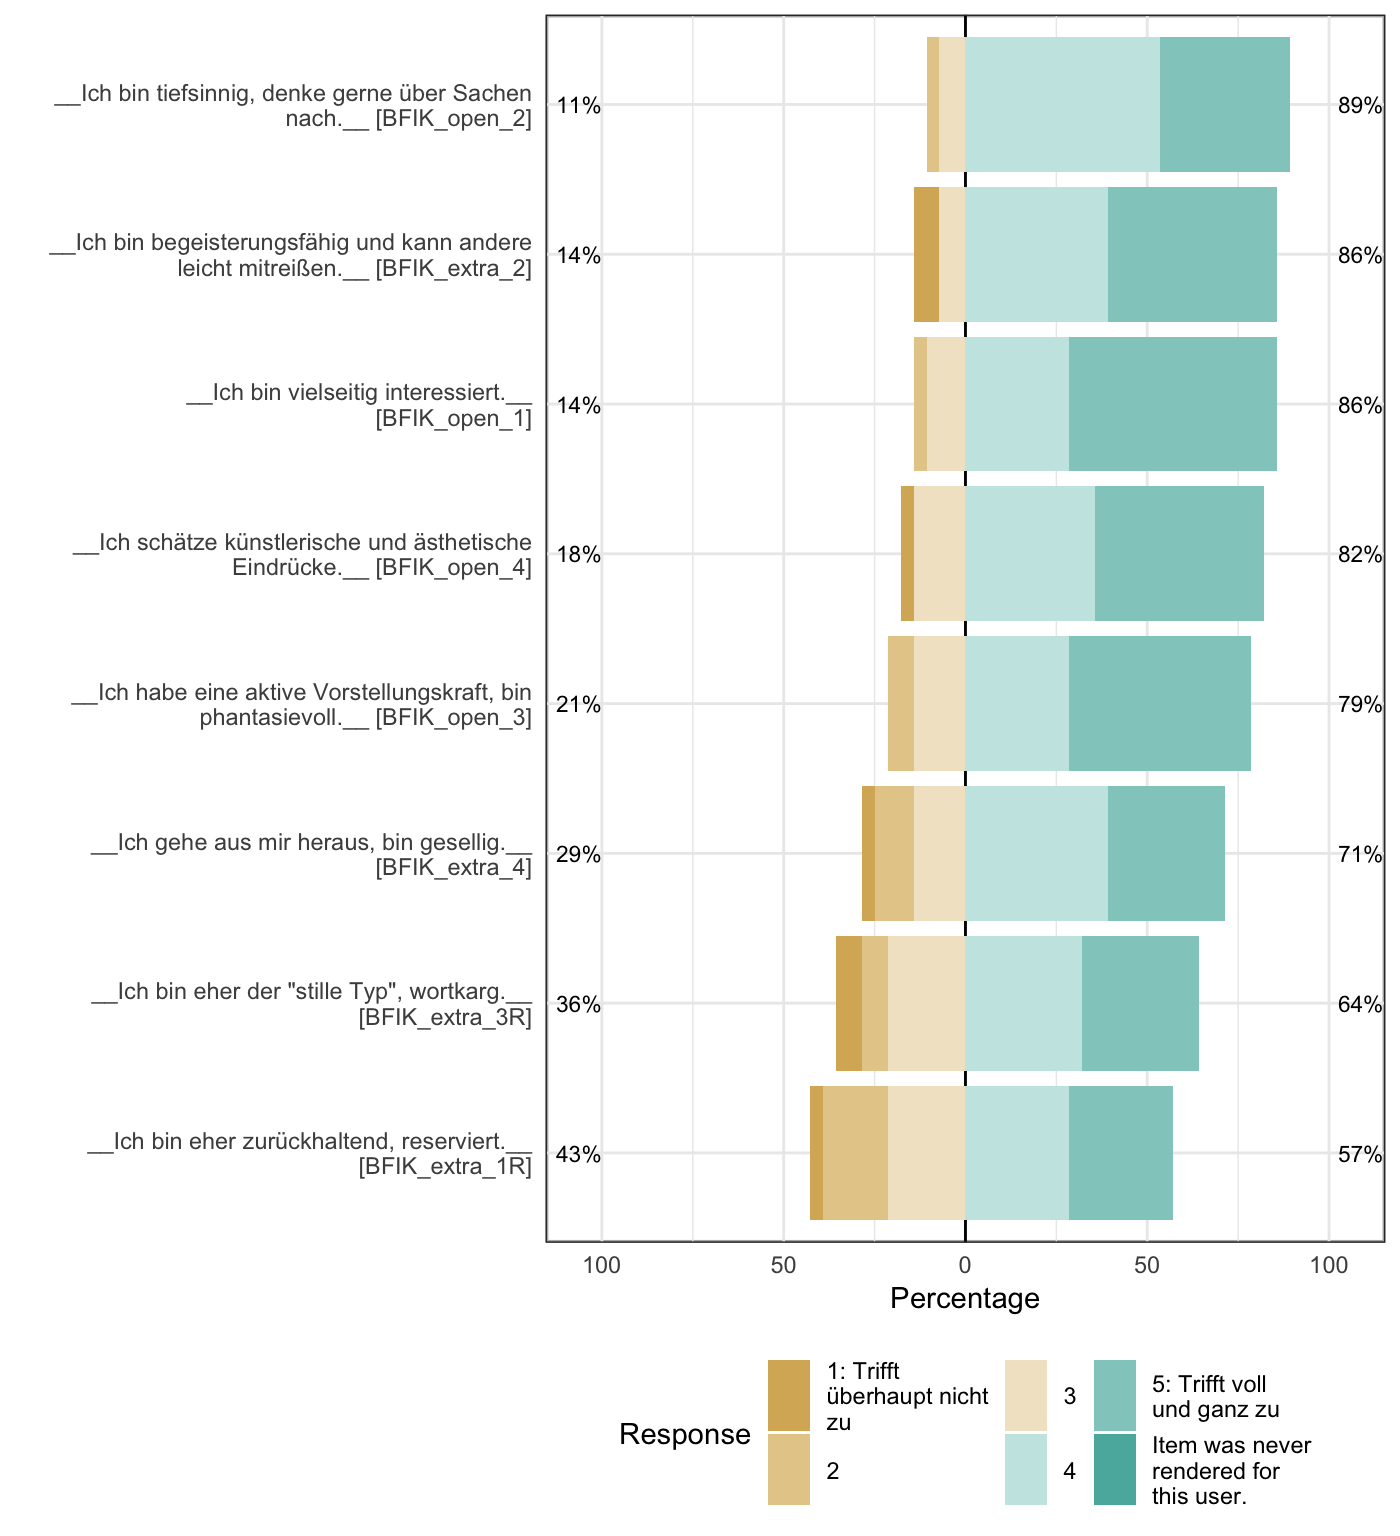 __Ich bin tiefsinnig, denke gerne über Sachen
nach.__ [BFIK_open_2]
11%
89%
__Ich bin begeisterungsfähig und kann andere
leicht mitreißen.__ [BFIK_extra_2]
14%
86%
__Ich bin vielseitig interessiert.__
[BFIK_open_1]
14%
86%
__Ich schätze künstlerische und ästhetische
Eindrücke.__ [BFIK_open_4]
18%
82%
__Ich habe eine aktive Vorstellungskraft, bin
phantasievoll.__ [BFIK_open_3]
21%
79%
__Ich gehe aus mir heraus, bin gesellig.__
[BFIK_extra_4]
29%
71%
__Ich bin eher der "stille Typ", wortkarg.__
[BFIK_extra_3R]
36%
64%
__Ich bin eher zurückhaltend, reserviert.__
[BFIK_extra_1R]
43%
57%
100 50 0 50 100
Percentage
Response
1: Trifft
überhaupt nicht
zu
2
3
4
5: Trifft voll
und ganz zu
Item was never
rendered for
this user.